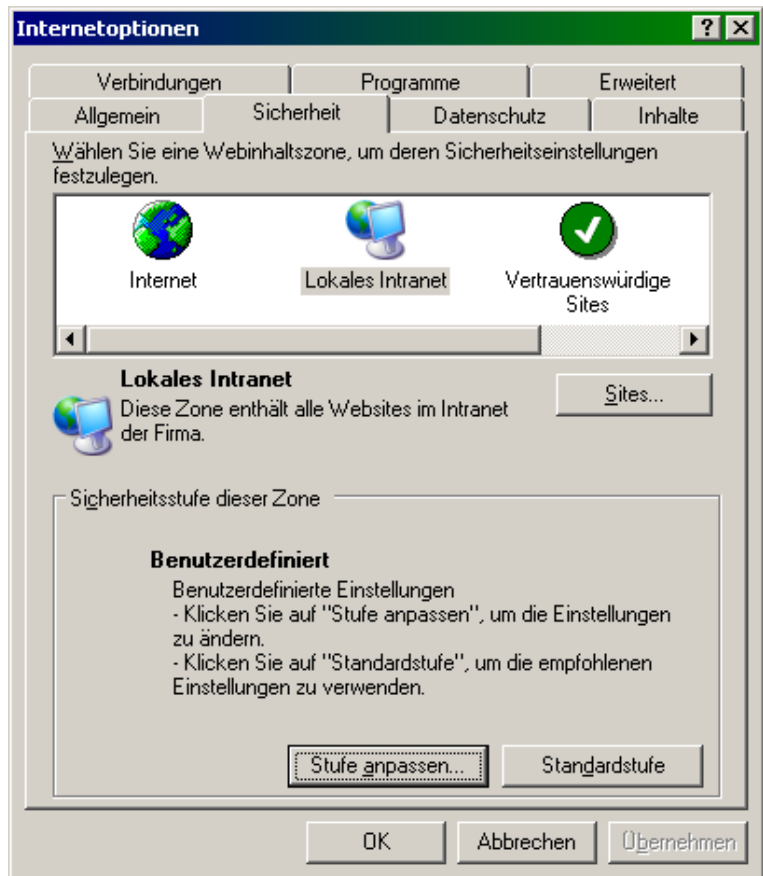 Internetoptionen
Verbindungen Programme Erweitert
Allgemein Sicherheit Datenschutz Inhalte
Wählen Sie eine Webinhaltszone, um deren Sicherheitseinstellungen
festzulegen.
Internet Lokales Intranet Vertrauenswürdige
Sites
Lokales Intranet
Sites...
Diese Zone enthält alle Websites im Intranet
der Firma.
Sicherheitsstufe dieser Zone
Benutzerdefiniert
Benutzerdefinierte Einstellungen
- Klicken Sie auf "Stufe anpassen", um die Einstellungen
zu ändern.
- Klicken Sie auf "Standardstufe", um die empfohlenen
Einstellungen zu verwenden.
Stufe anpassen... Standardstufe
OK Abbrechen Übernehmen